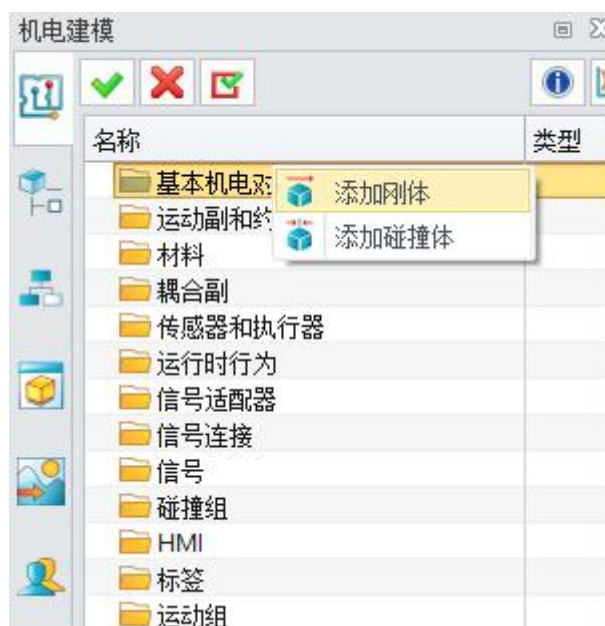 机电建模
名称
类型
基本机电对
添加刚体
运动副和约
添加碰撞体
材料
耦合副
传感器和执行器
运行时行为
信号适配器
信号连接
信号
碰撞组
HMI
标签
运动组